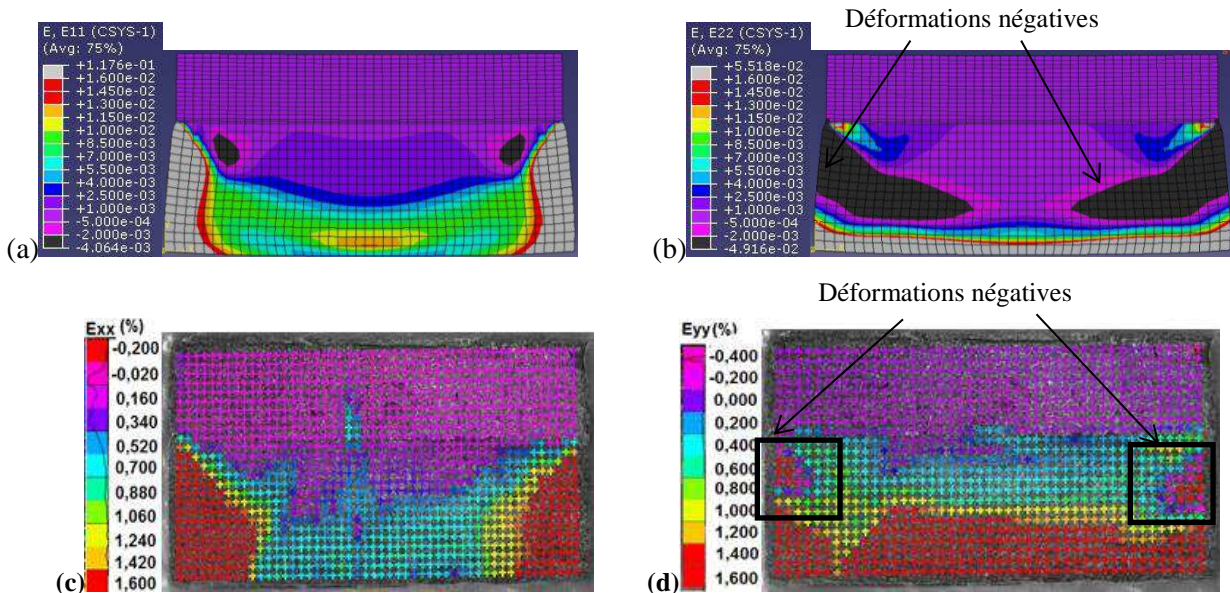 Déformations négatives
E, E11 (CSYS-1)
(Avg: 75%)
+1.176e-01
+1.600e-02
+1.450e-02
+1.300e-02
+1.150e-02
+1.000e-02
+8.500e-03
+7.000e-03
+5.500e-03
+4.000e-03
+2.500e-03
+1.000e-03
-5.000e-04
-2.000e-03
-4.064e-03
(a)
E, E22 (CSYS-1)
(Avg: 75%)
+5.518e-02
+1.600e-02
+1.450e-02
+1.300e-02
+1.150e-02
+1.000e-02
+8.500e-03
+7.000e-03
+5.500e-03
+4.000e-03
+2.500e-03
+1.000e-03
-5.000e-04
-2.000e-03
-4.916e-02
(b)
Déformations négatives
Exx (%)
-0,200
-0,020
0,160
0,340
0,520
0,700
0,880
1,060
1,240
1,420
1,600
(c)
Eyy (%)
-0,400
-0,200
0,000
0,200
0,400
0,600
0,800
1,000
1,200
1,400
1,600
(d)